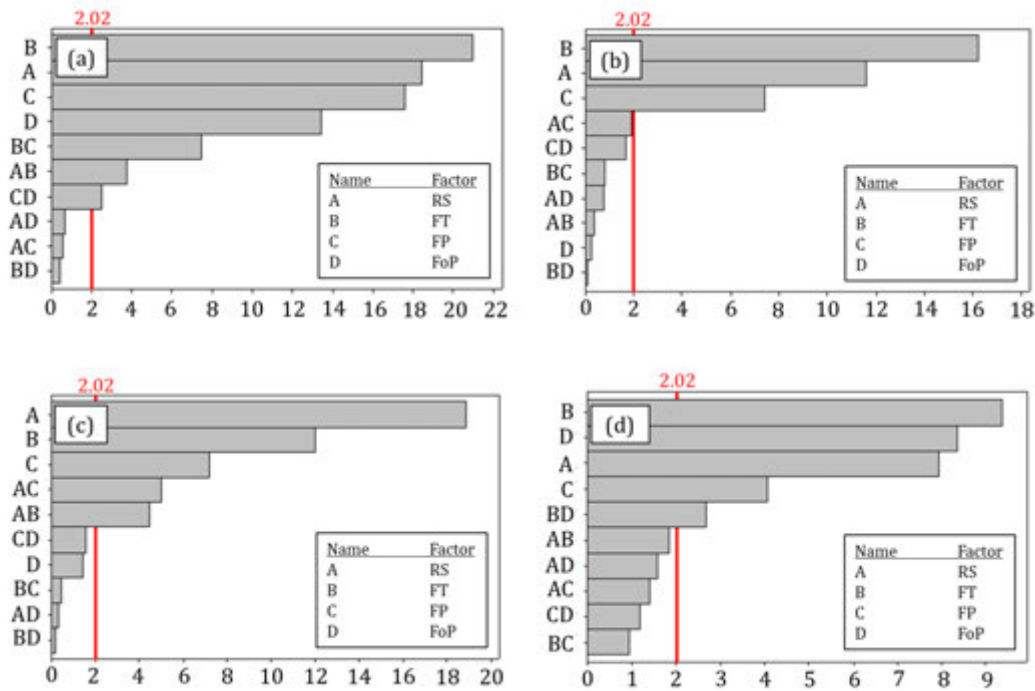 2.02
(a)
B
A
C
D
BC
AB
CD
AD
AC
BD
Name Factor
A RS
B FT
C FP
D FoP
0 2 4 6 8 10 12 14 16 18 20 22
2.02
(b)
B
A
C
AC
CD
BC
AD
AB
D
BD
Name Factor
A RS
B FT
C FP
D FoP
0 2 4 6 8 10 12 14 16 18
2.02
(c)
A
B
C
AC
AB
CD
D
BC
AD
BD
Name Factor
A RS
B FT
C FP
D FoP
0 2 4 6 8 10 12 14 16 18 20
2.02
(d)
B
D
A
C
BD
AB
AD
AC
CD
BC
Name Factor
A RS
B FT
C FP
D FoP
0 1 2 3 4 5 6 7 8 9